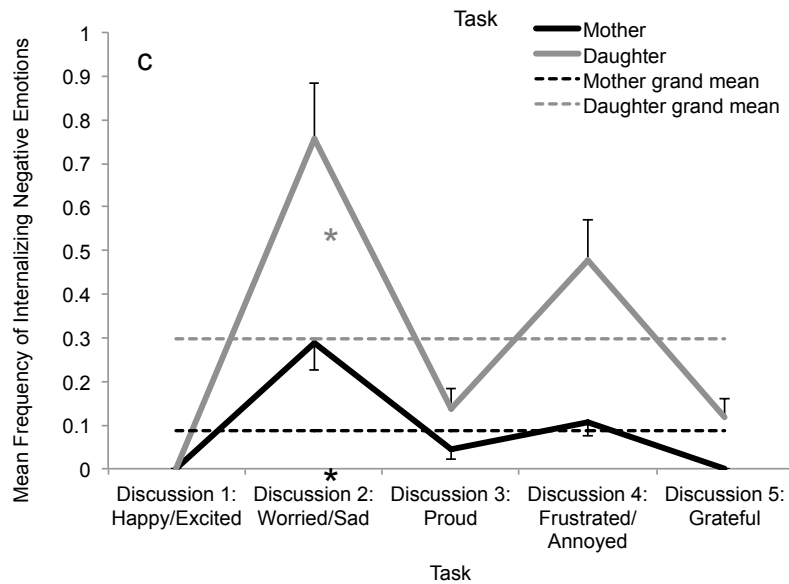 Task
Mother
Daughter
Mother grand mean
Daughter grand mean
C
Mean Frequency of Internalizing Negative Emotions
1
0.9
0.8
0.7
0.6
0.5
0.4
0.3
0.2
0.1
0
*
*
Discussion 1:
Happy/Excited
Discussion 2:
Worried/Sad
Discussion 3:
Proud
Discussion 4:
Frustrated/
Annoyed
Discussion 5:
Grateful
Task